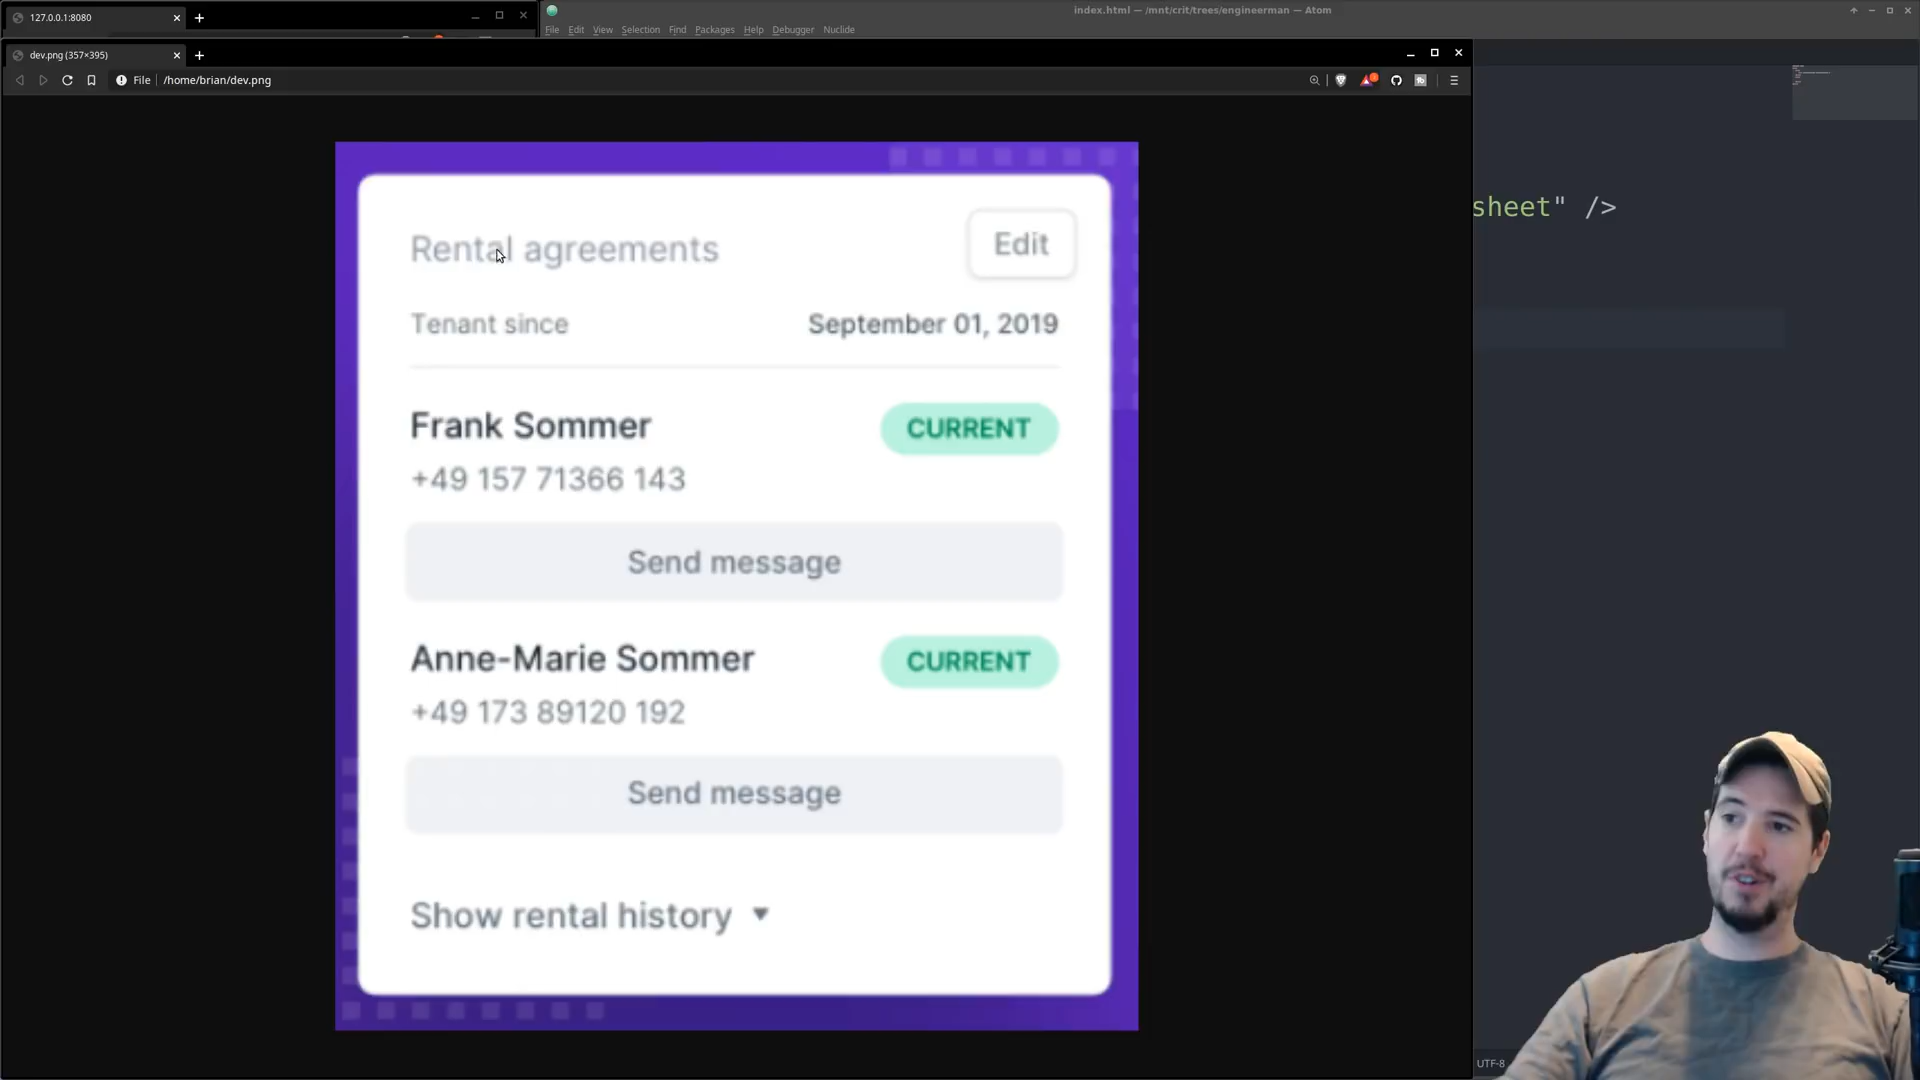 127.0.0.1:8080
index.html — /mnt/crit/trees/engineerman — Atom
File Edit View Selection Find Packages Help Debugger Nuclide
dev.png (357×395)
File /home/brian/dev.png
sheet" />
Rental agreements
Edit
Tenant since
September 01, 2019
Frank Sommer
CURRENT
+49 157 71366 143
Send message
Anne-Marie Sommer
CURRENT
+49 173 89120 192
Send message
Show rental history
UTF-8